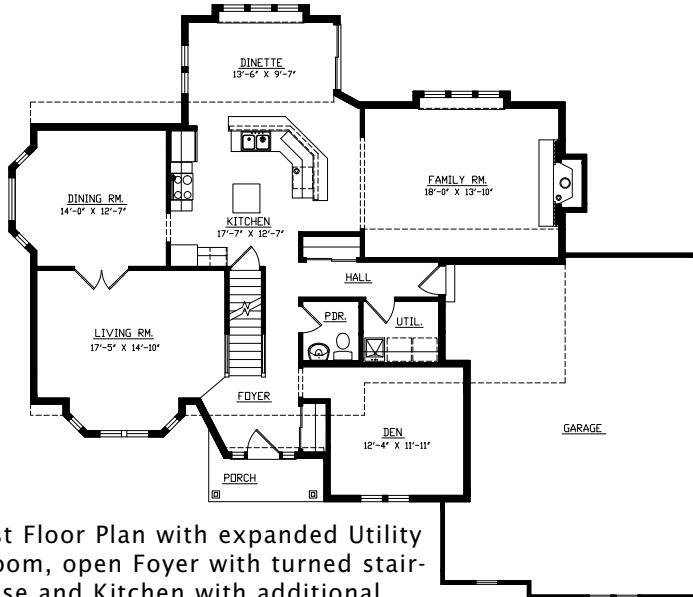 DINETTE
13'-6" X 9'-7"
FAMILY RM.
18'-0" X 13'-10"
DINING RM.
14'-0" X 12'-7"
KITCHEN
17'-7" X 12'-7"
HALL
LIVING RM.
17'-5" X 14'-10"
PDR.
UTIL.
FOYER
DEN
12'-4" X 11'-11"
GARAGE
PORCH
st Floor Plan with expanded Utility
oom, open Foyer with turned stair-
se and Kitchen with additional